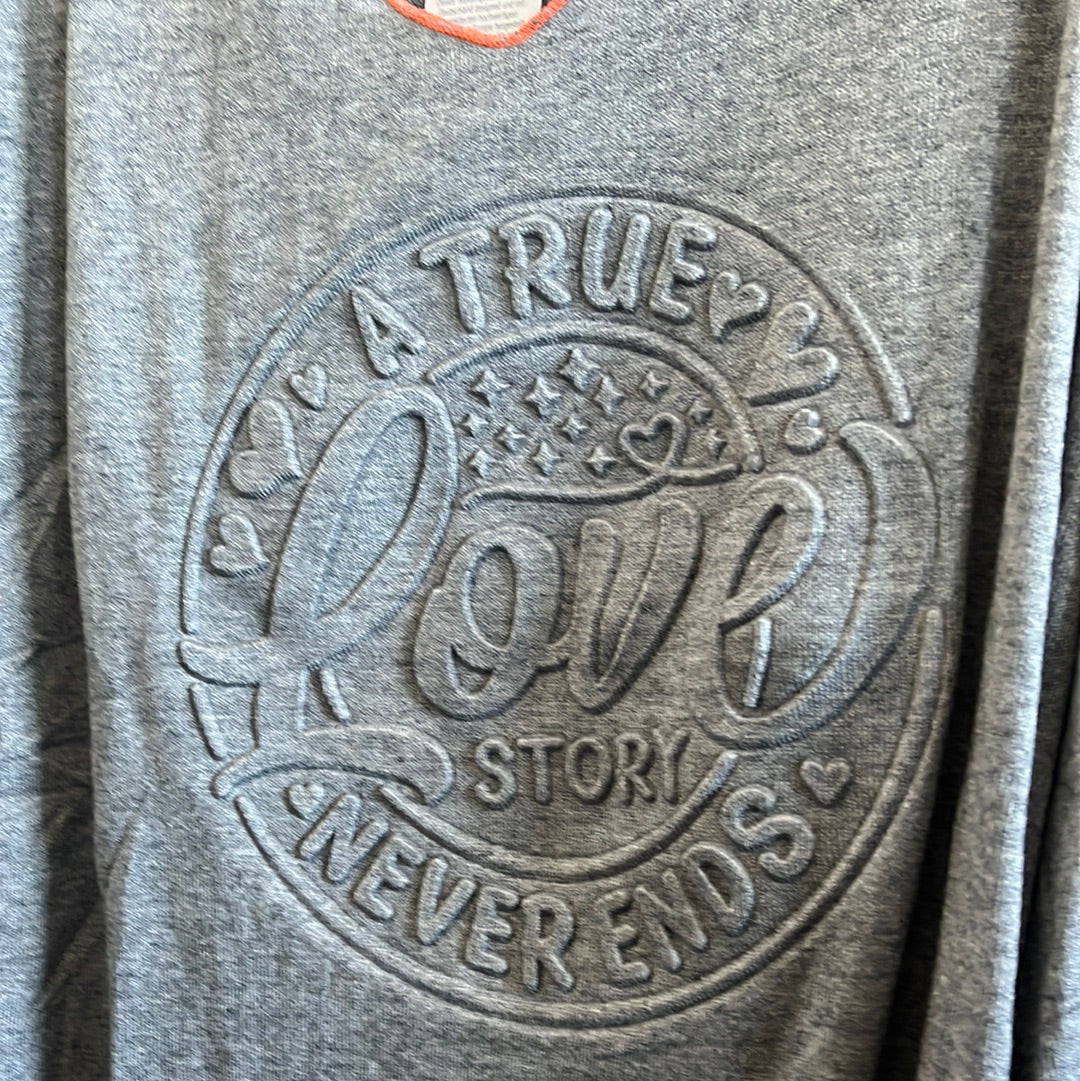 A TRUE
Love
STORY
NEVER ENDS